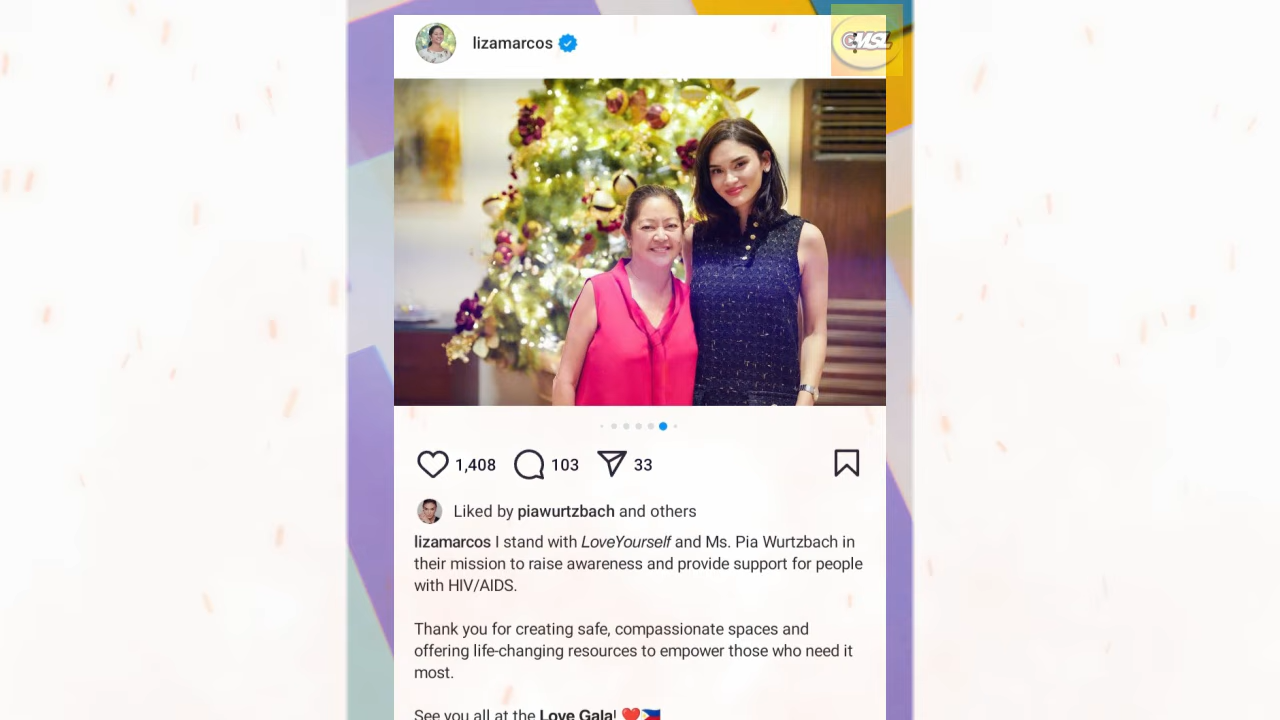 lizamarcos
CMSL
1,408 103 33
Liked by piawurtzbach and others
lizamarcos I stand with LoveYourself and Ms. Pia Wurtzbach in
their mission to raise awareness and provide support for people
with HIV/AIDS.
Thank you for creating safe, compassionate spaces and
offering life-changing resources to empower those who need it
most.
See you all at the Love Gala! ❤️🇵🇭